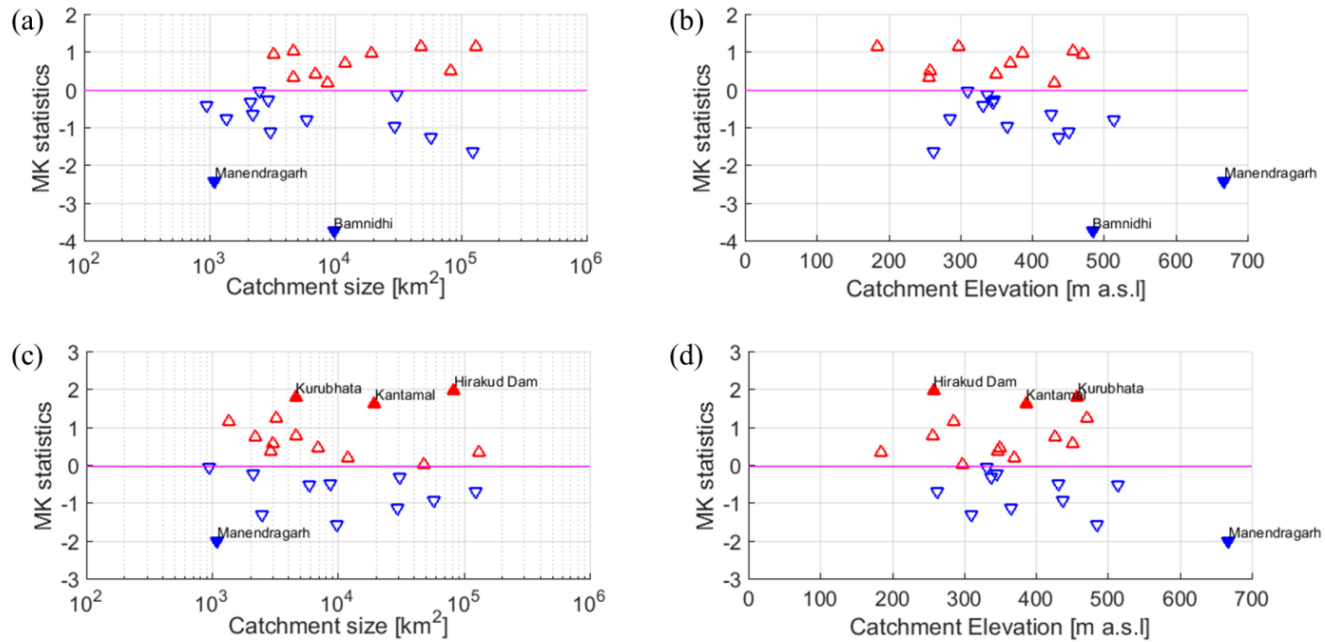 (a)
2
1
0
-1
-2
-3
-4
MK statistics
Manendragarh
Bamnidhi
10^2 10^3 10^4 10^5 10^6
Catchment size [km^2]
(b)
2
1
0
-1
-2
-3
-4
MK statistics
Manendragarh
Bamnidhi
0 100 200 300 400 500 600 700
Catchment Elevation [m a.s.l]
(c)
3
2
1
0
-1
-2
-3
MK statistics
Hirakud Dam
Kurubhata
Kantamal
Manendragarh
10^2 10^3 10^4 10^5 10^6
Catchment size [km^2]
(d)
3
2
1
0
-1
-2
-3
MK statistics
Hirakud Dam
Kurubhata
Kantamal
Manendragarh
0 100 200 300 400 500 600 700
Catchment Elevation [m a.s.l]